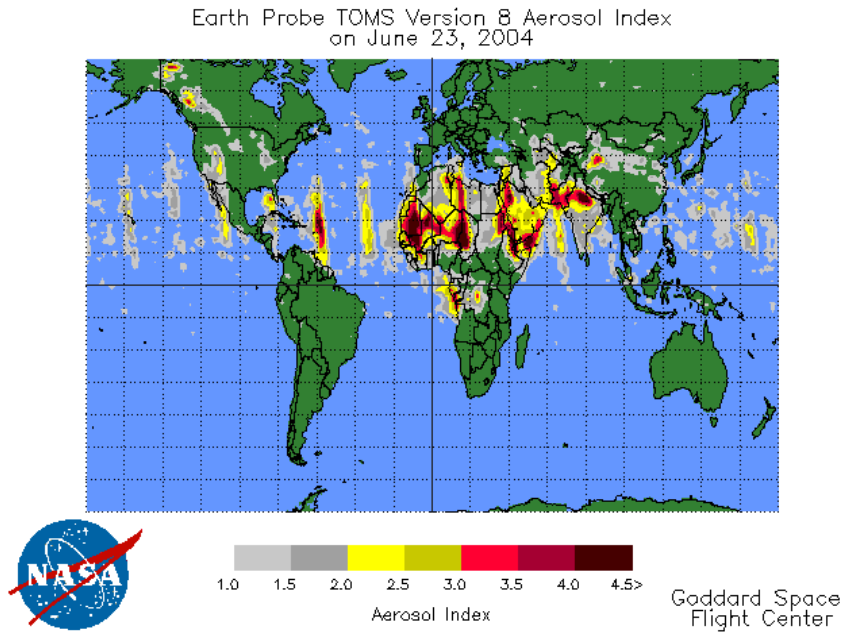 Earth Probe TOMS Version 8 Aerosol Index
on June 23, 2004
NASA
1.0 1.5 2.0 2.5 3.0 3.5 4.0 4.5>
Aerosol Index
Goddard Space
Flight Center